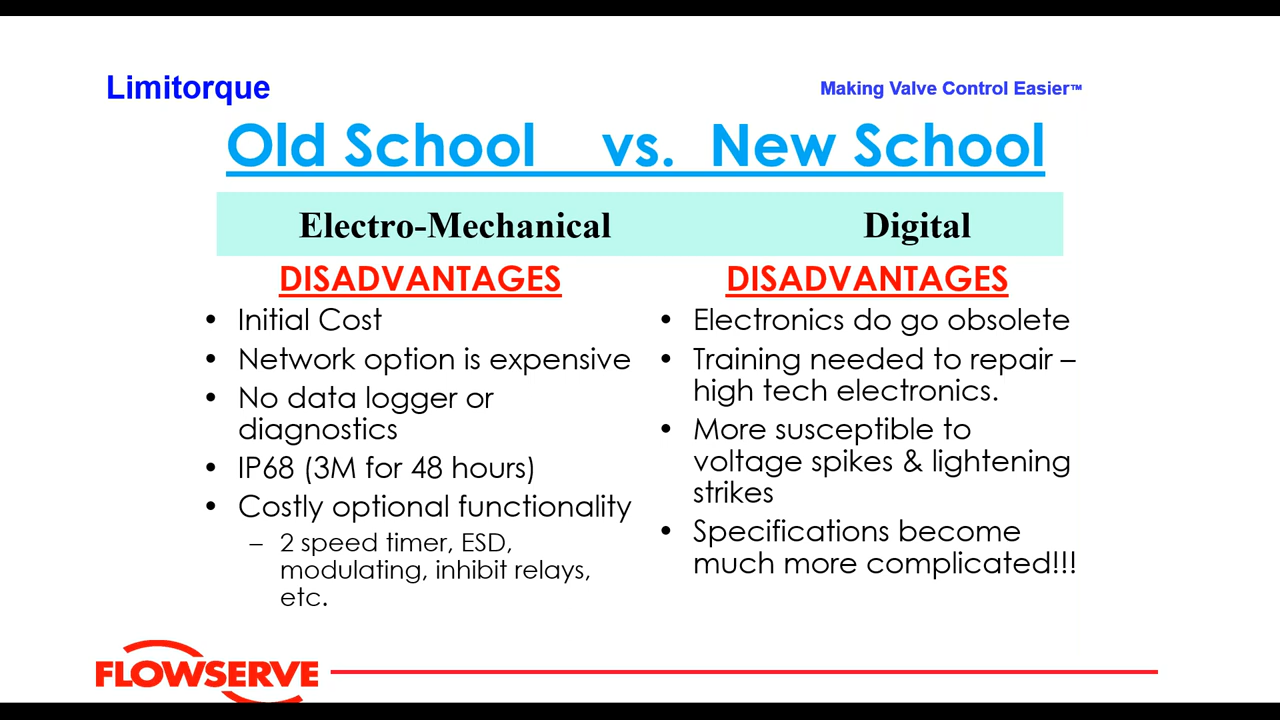 Limitorque
Making Valve Control Easier™
Old School vs. New School
Electro-Mechanical
Digital
DISADVANTAGES
• Initial Cost
• Network option is expensive
• No data logger or
diagnostics
• IP68 (3M for 48 hours)
• Costly optional functionality
– 2 speed timer, ESD,
modulating, inhibit relays,
etc.
DISADVANTAGES
• Electronics do go obsolete
• Training needed to repair –
high tech electronics.
• More susceptible to
voltage spikes & lightening
strikes
• Specifications become
much more complicated!!!
FLOWSERVE